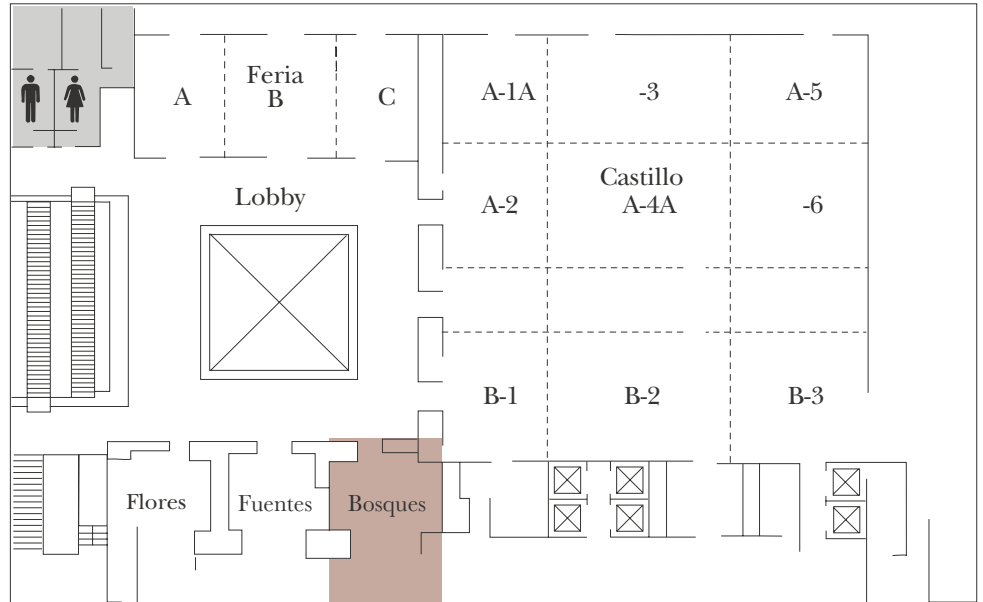 Feria
A B C
A-1A -3 A-5
Lobby
Castillo
A-2 A-4A -6
B-1 B-2 B-3
Flores Fuentes Bosques